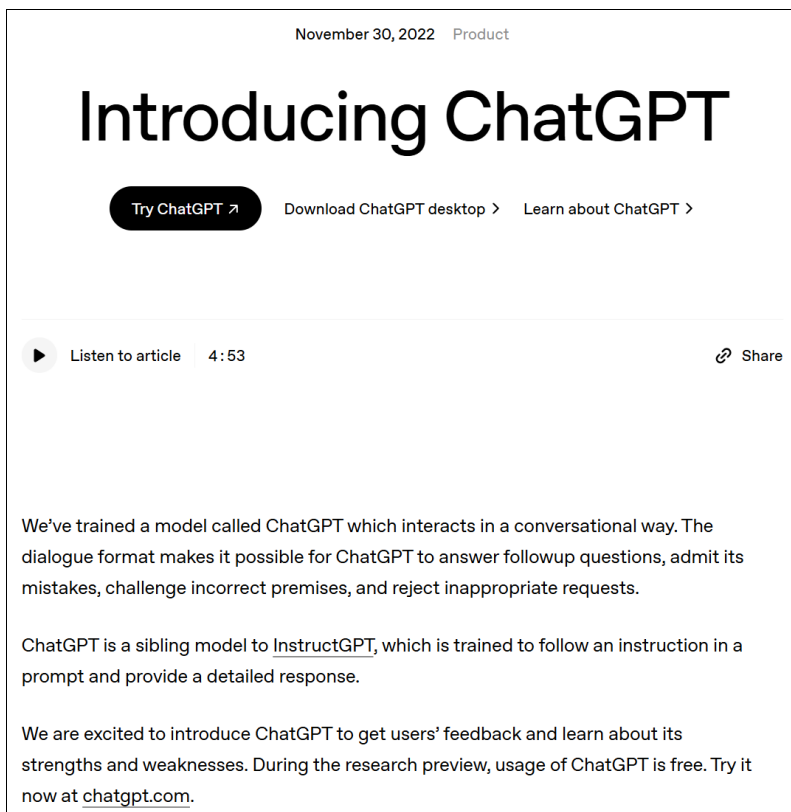 November 30, 2022 Product
Introducing ChatGPT
Try ChatGPT ↗ Download ChatGPT desktop > Learn about ChatGPT >
Listen to article 4:53 Share
We’ve trained a model called ChatGPT which interacts in a conversational way. The
dialogue format makes it possible for ChatGPT to answer followup questions, admit its
mistakes, challenge incorrect premises, and reject inappropriate requests.
ChatGPT is a sibling model to InstructGPT, which is trained to follow an instruction in a
prompt and provide a detailed response.
We are excited to introduce ChatGPT to get users’ feedback and learn about its
strengths and weaknesses. During the research preview, usage of ChatGPT is free. Try it
now at chatgpt.com.